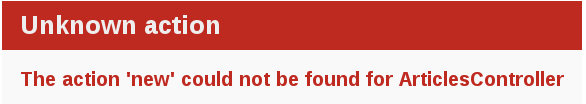 Unknown action
The action 'new' could not be found for ArticlesController